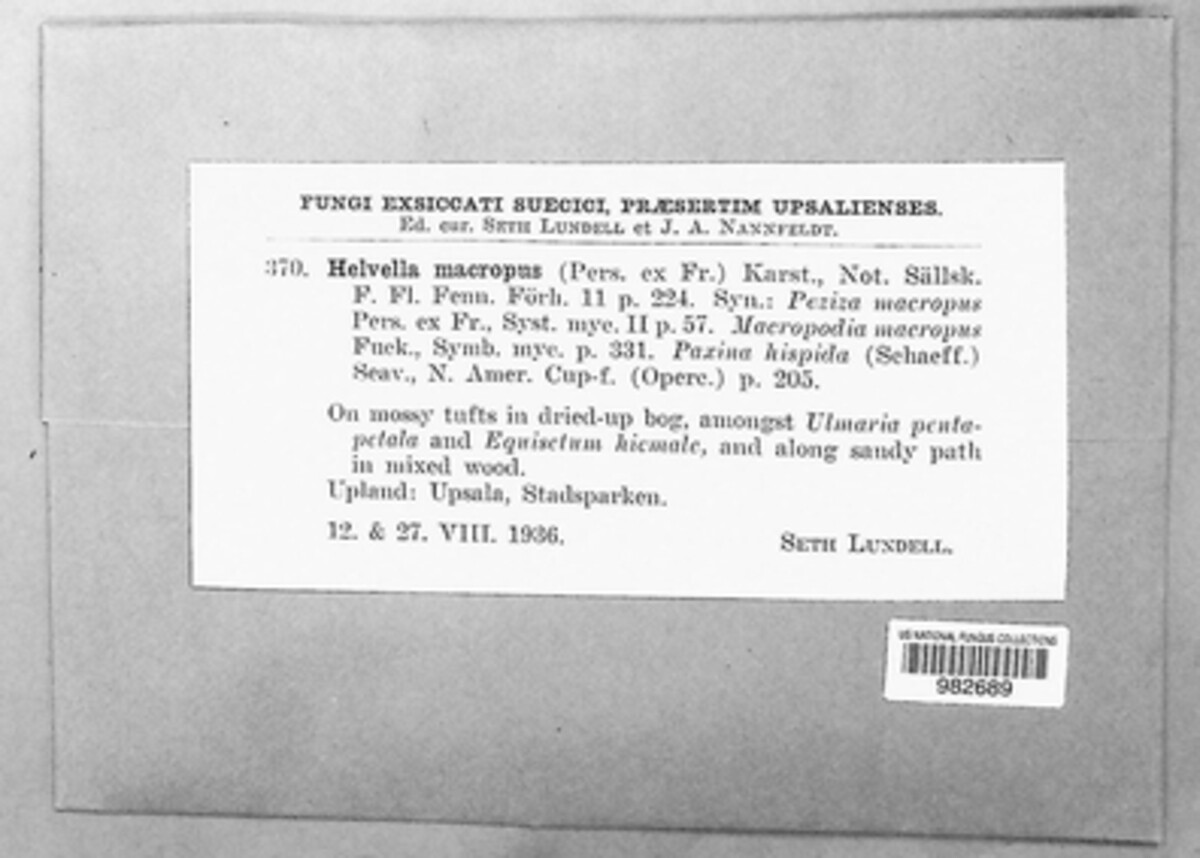 FUNGI EXSICCATI SUECICI, PRÆSERTIM UPSALIENSES.
Ed. cur. SETH LUNDELL et J. A. NANNFELDT.
370. Helvella macropus (Pers. ex Fr.) Karst., Not. Sällsk.
F. Fl. Fenn. Förh. 11 p. 224. Syn.: Peziza macropus
Pers. ex Fr., Syst. myc. II p. 57. Macropodia macropus
Fuck., Symb. myc. p. 331. Paxina hispida (Schaeff.)
Seav., N. Amer. Cup-f. (Operc.) p. 205.
On mossy tufts in dried-up bog, amongst Ulmaria penta-
petala and Equisetum hiemale, and along sandy path
in mixed wood.
Upland: Upsala, Stadsparken.
12. & 27. VIII. 1936.
SETH LUNDELL.
US NATIONAL FUNGUS COLLECTIONS
982689